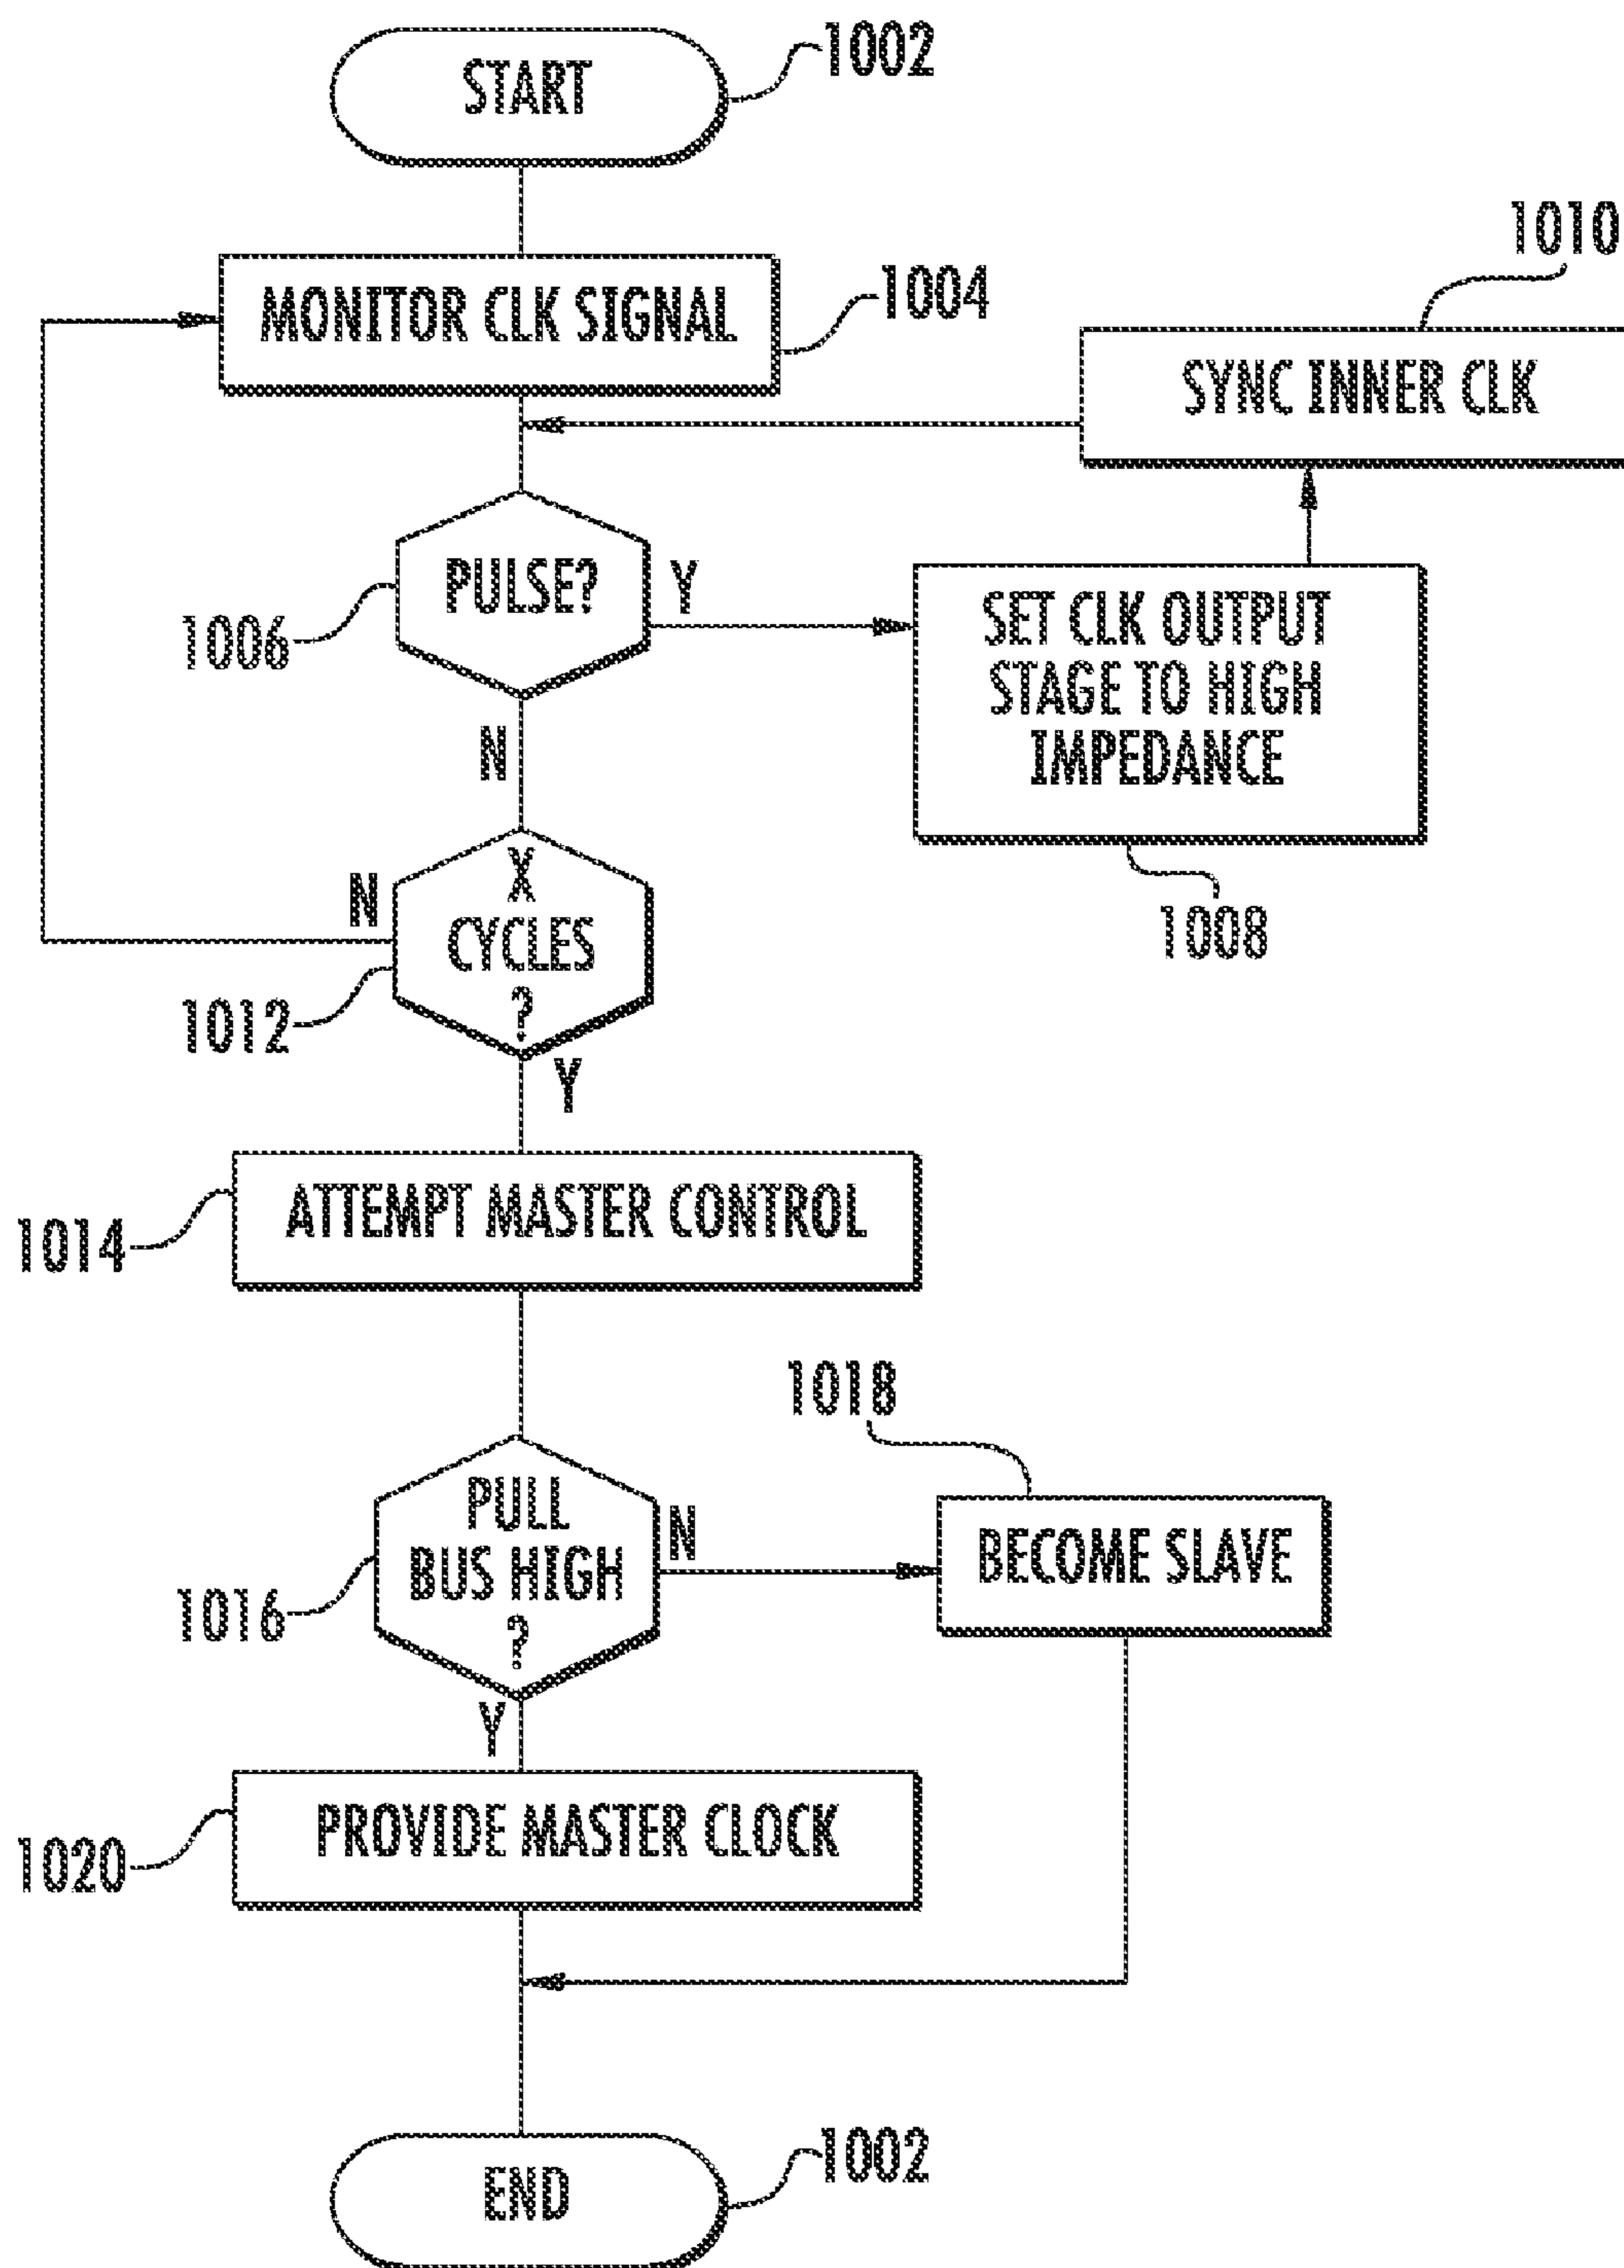 START
1002
MONITOR CLK SIGNAL
1004
1010
SYNC INNER CLK
PULSE?
Y
1006
SET CLK OUTPUT
STAGE TO HIGH
IMPEDANCE
N
1008
X
CYCLES
?
N
1012
Y
ATTEMPT MASTER CONTROL
1014
1018
PULL
BUS HIGH
?
N
BECOME SLAVE
1016
Y
PROVIDE MASTER CLOCK
1020
END
1002